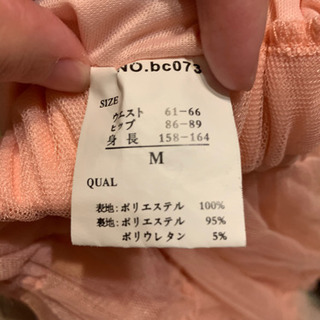 NO.bc073
SIZE
ウエスト 61-66
ヒップ 86-89
身長 158-164
M
QUAL
表地:ポリエステル 100%
裏地:ポリエステル 95%
ポリウレタン 5%